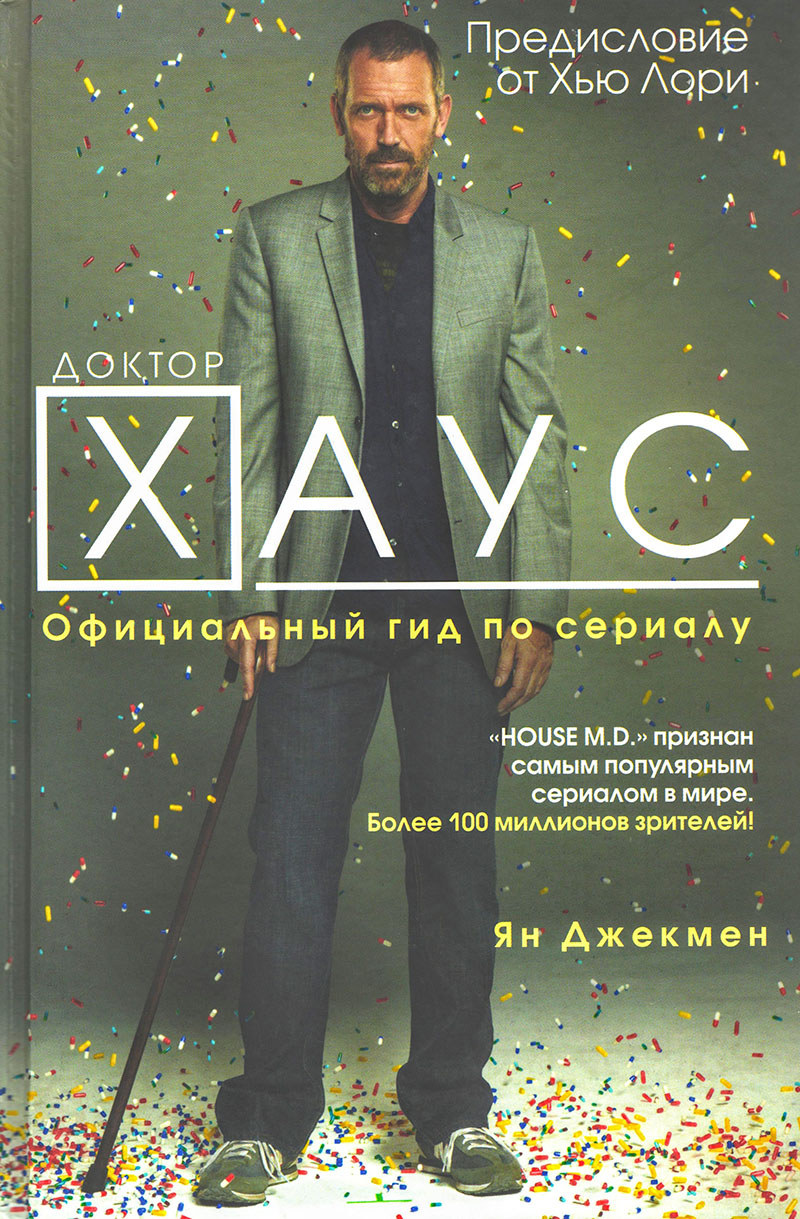 Предисловие
от Хью Лори
ДОКТОР
ХАУС
Официальный гид по сериалу
«HOUSE M.D.» признан
самым популярным
сериалом в мире.
Более 100 миллионов зрителей!
Ян Джекмен